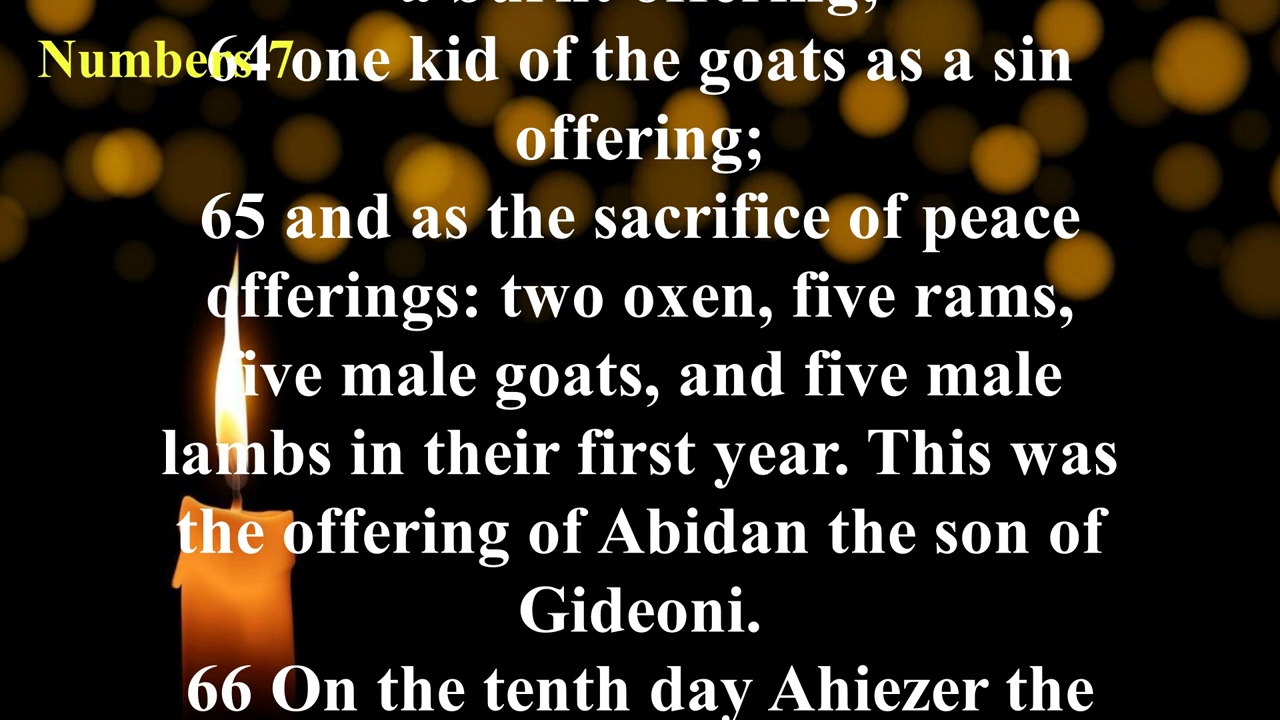 a burnt offering;
Numbers 7
64 one kid of the goats as a sin
offering;
65 and as the sacrifice of peace
offerings: two oxen, five rams,
five male goats, and five male
lambs in their first year. This was
the offering of Abidan the son of
Gideoni.
66 On the tenth day Ahiezer the